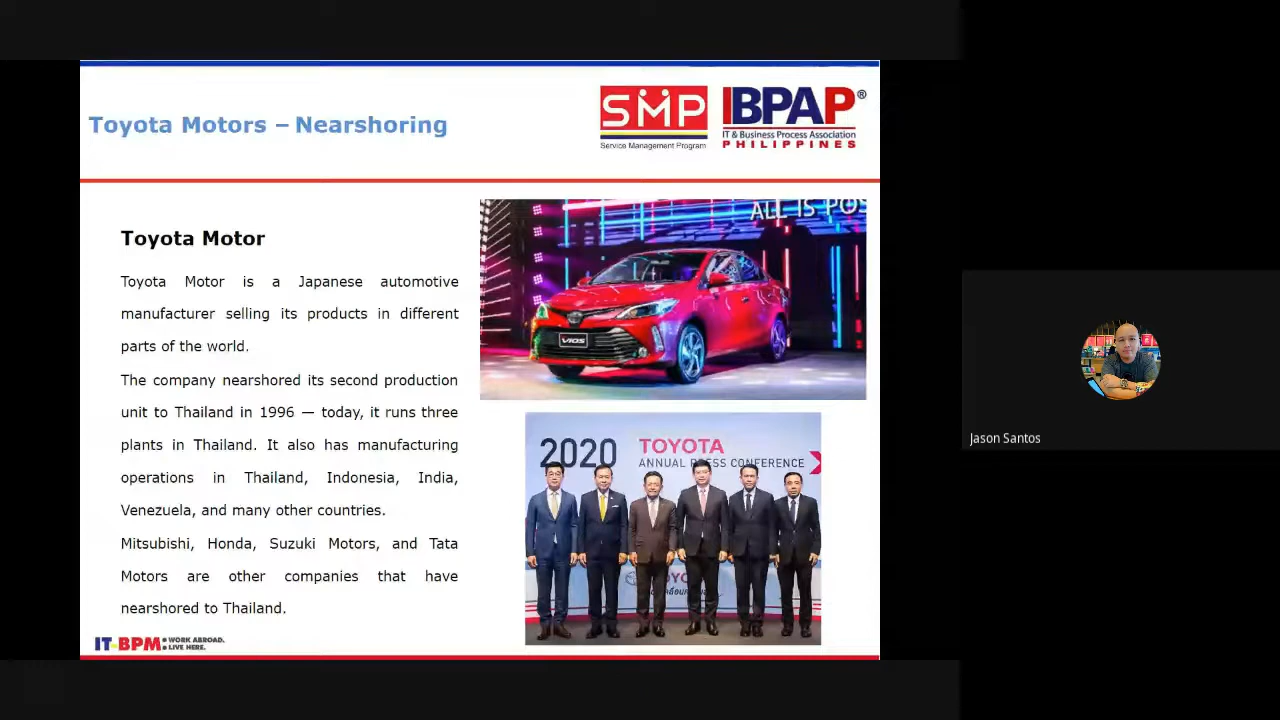 Toyota Motors – Nearshoring
SMP
Service Management Program
IBPAP®
IT & Business Process Association
PHILIPPINES
Toyota Motor
Toyota Motor is a Japanese automotive
manufacturer selling its products in different
parts of the world.
The company nearshored its second production
unit to Thailand in 1996 — today, it runs three
plants in Thailand. It also has manufacturing
operations in Thailand, Indonesia, India,
Venezuela, and many other countries.
Mitsubishi, Honda, Suzuki Motors, and Tata
Motors are other companies that have
nearshored to Thailand.
ALL IS POS
VIOS
2020 TOYOTA
ANNUAL PRESS CONFERENCE
IT-BPM: WORK ABROAD.
LIVE HERE.
Jason Santos